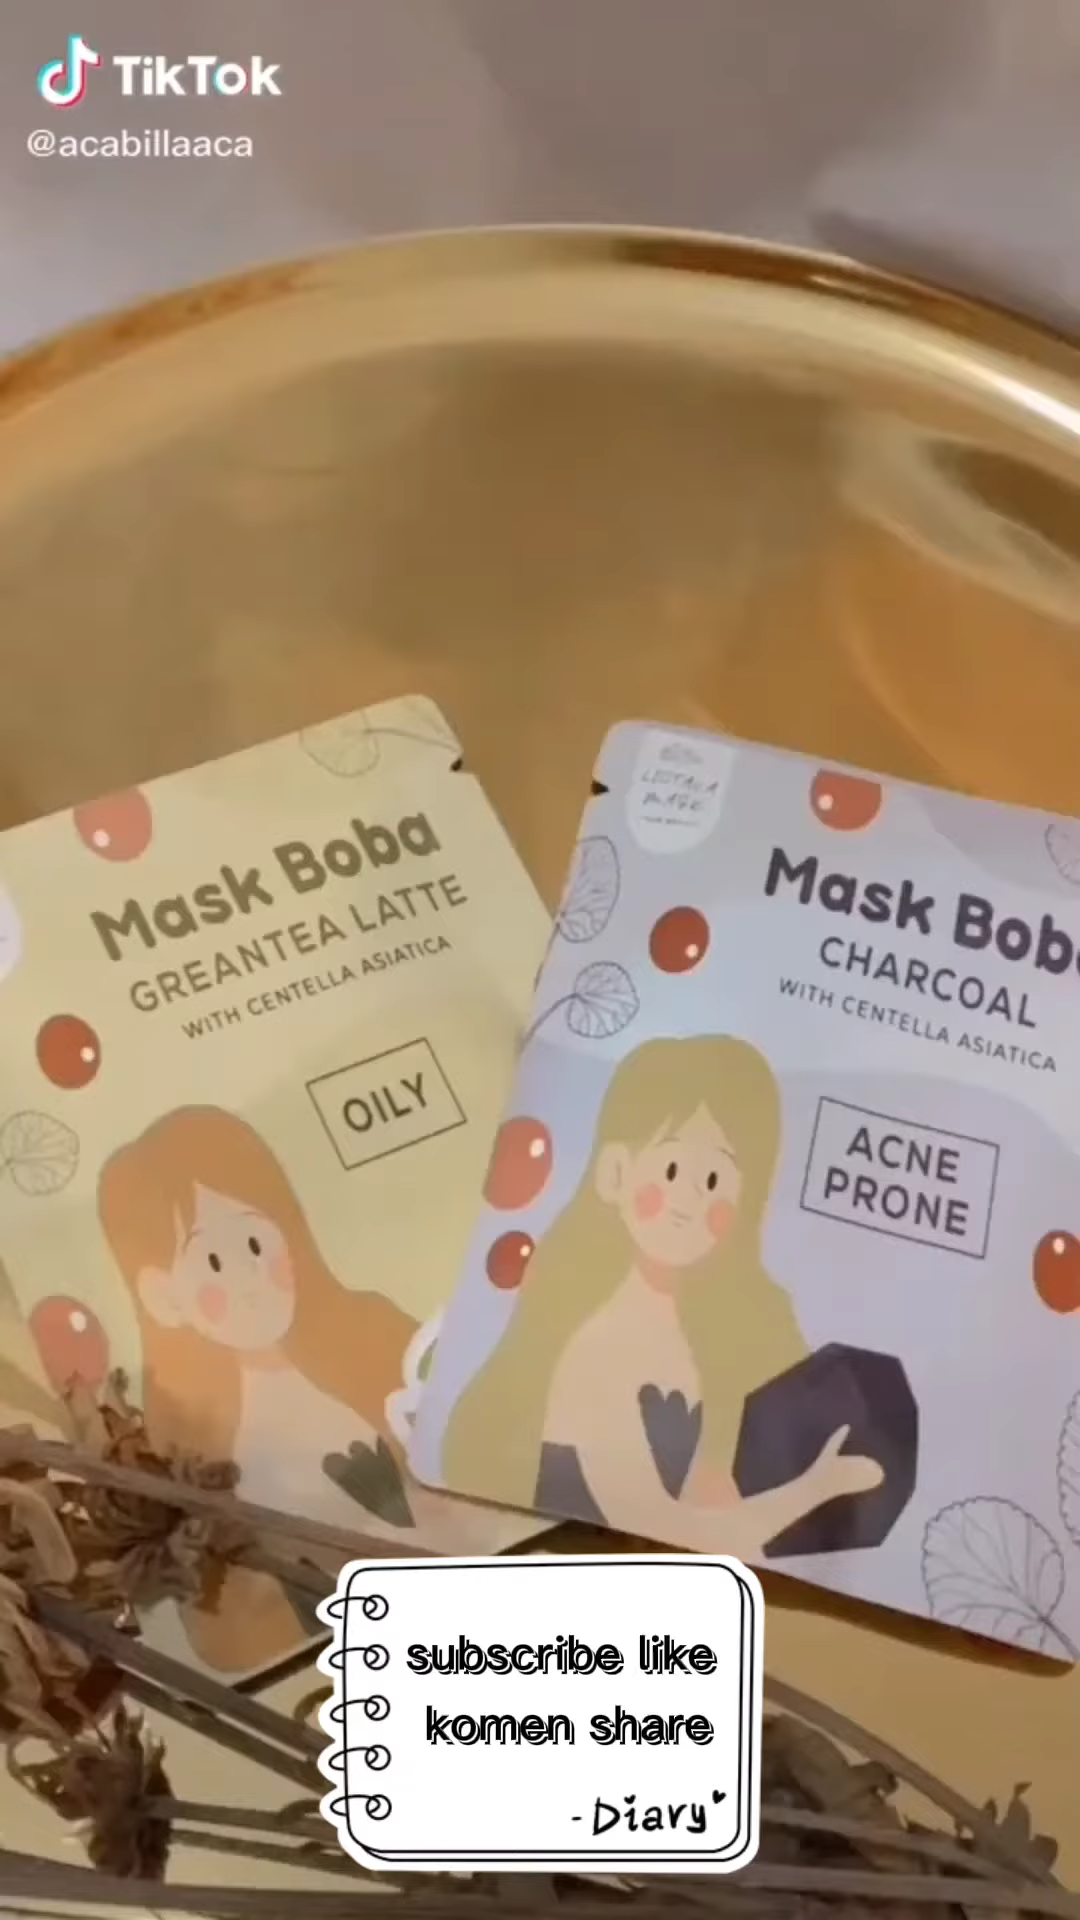 TikTok
@acabillaaca
Mask Boba
GREANTEA LATTE
WITH CENTELLA ASIATICA
OILY
Mask Bob
CHARCOAL
WITH CENTELLA ASIATICA
ACNE
PRONE
subscribe like
komen share
-Diary